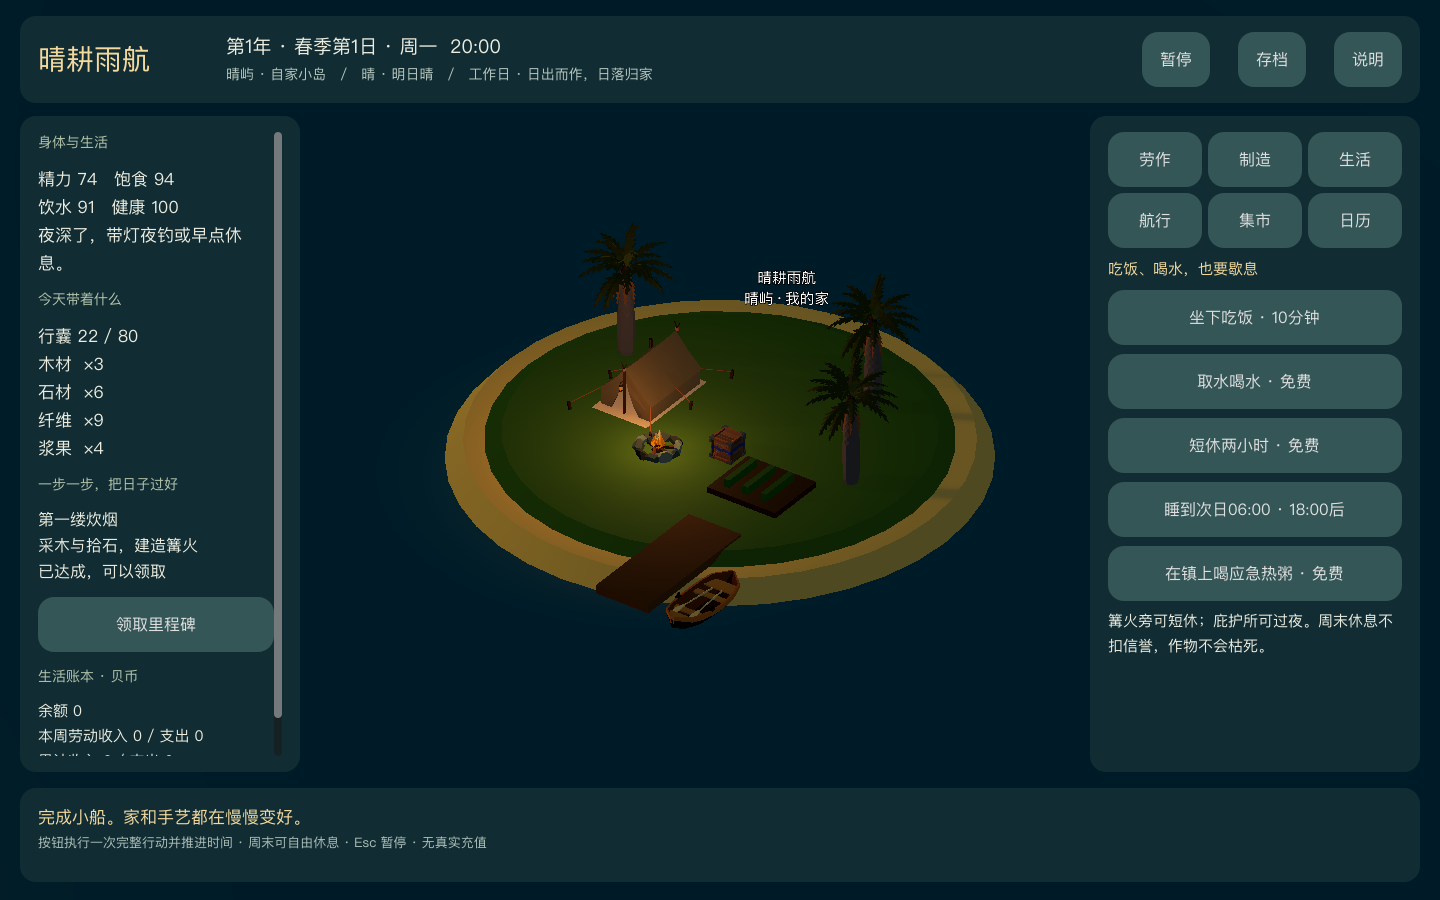 晴耕雨航
第1年 · 春季第1日 · 周一 20:00
晴屿 · 自家小岛 / 晴 · 明日晴 / 工作日 · 日出而作，日落归家
暂停
存档
说明
身体与生活
精力 74 饱食 94
饮水 91 健康 100
夜深了，带灯夜钓或早点休
息。
今天带着什么
行囊 22 / 80
木材 ×3
石材 ×6
纤维 ×9
浆果 ×4
一步一步，把日子过好
第一缕炊烟
采木与拾石，建造篝火
已达成，可以领取
领取里程碑
生活账本 · 贝币
余额 0
本周劳动收入 0 / 支出 0
晴耕雨航
晴屿 · 我的家
劳作
制造
生活
航行
集市
日历
吃饭、喝水，也要歇息
坐下吃饭 · 10分钟
取水喝水 · 免费
短休两小时 · 免费
睡到次日06:00 · 18:00后
在镇上喝应急热粥 · 免费
篝火旁可短休；庇护所可过夜。周末休息不
扣信誉，作物不会枯死。
完成小船。家和手艺都在慢慢变好。
按钮执行一次完整行动并推进时间 · 周末可自由休息 · Esc 暂停 · 无真实充值